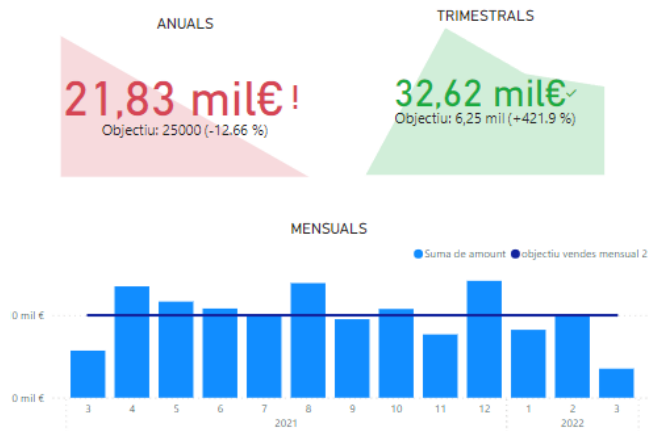 ANUALS
21,83 mil€ !
Objectiu: 25000 (-12.66 %)
TRIMESTRALS
32,62 mil€✓
Objectiu: 6,25 mil (+421.9 %)
MENSUALS
Suma de amount objectiu vendes mensual 2
0 mil €
0 mil €
3 4 5 6 7 8 9 10 11 12 1 2 3
2021 2022